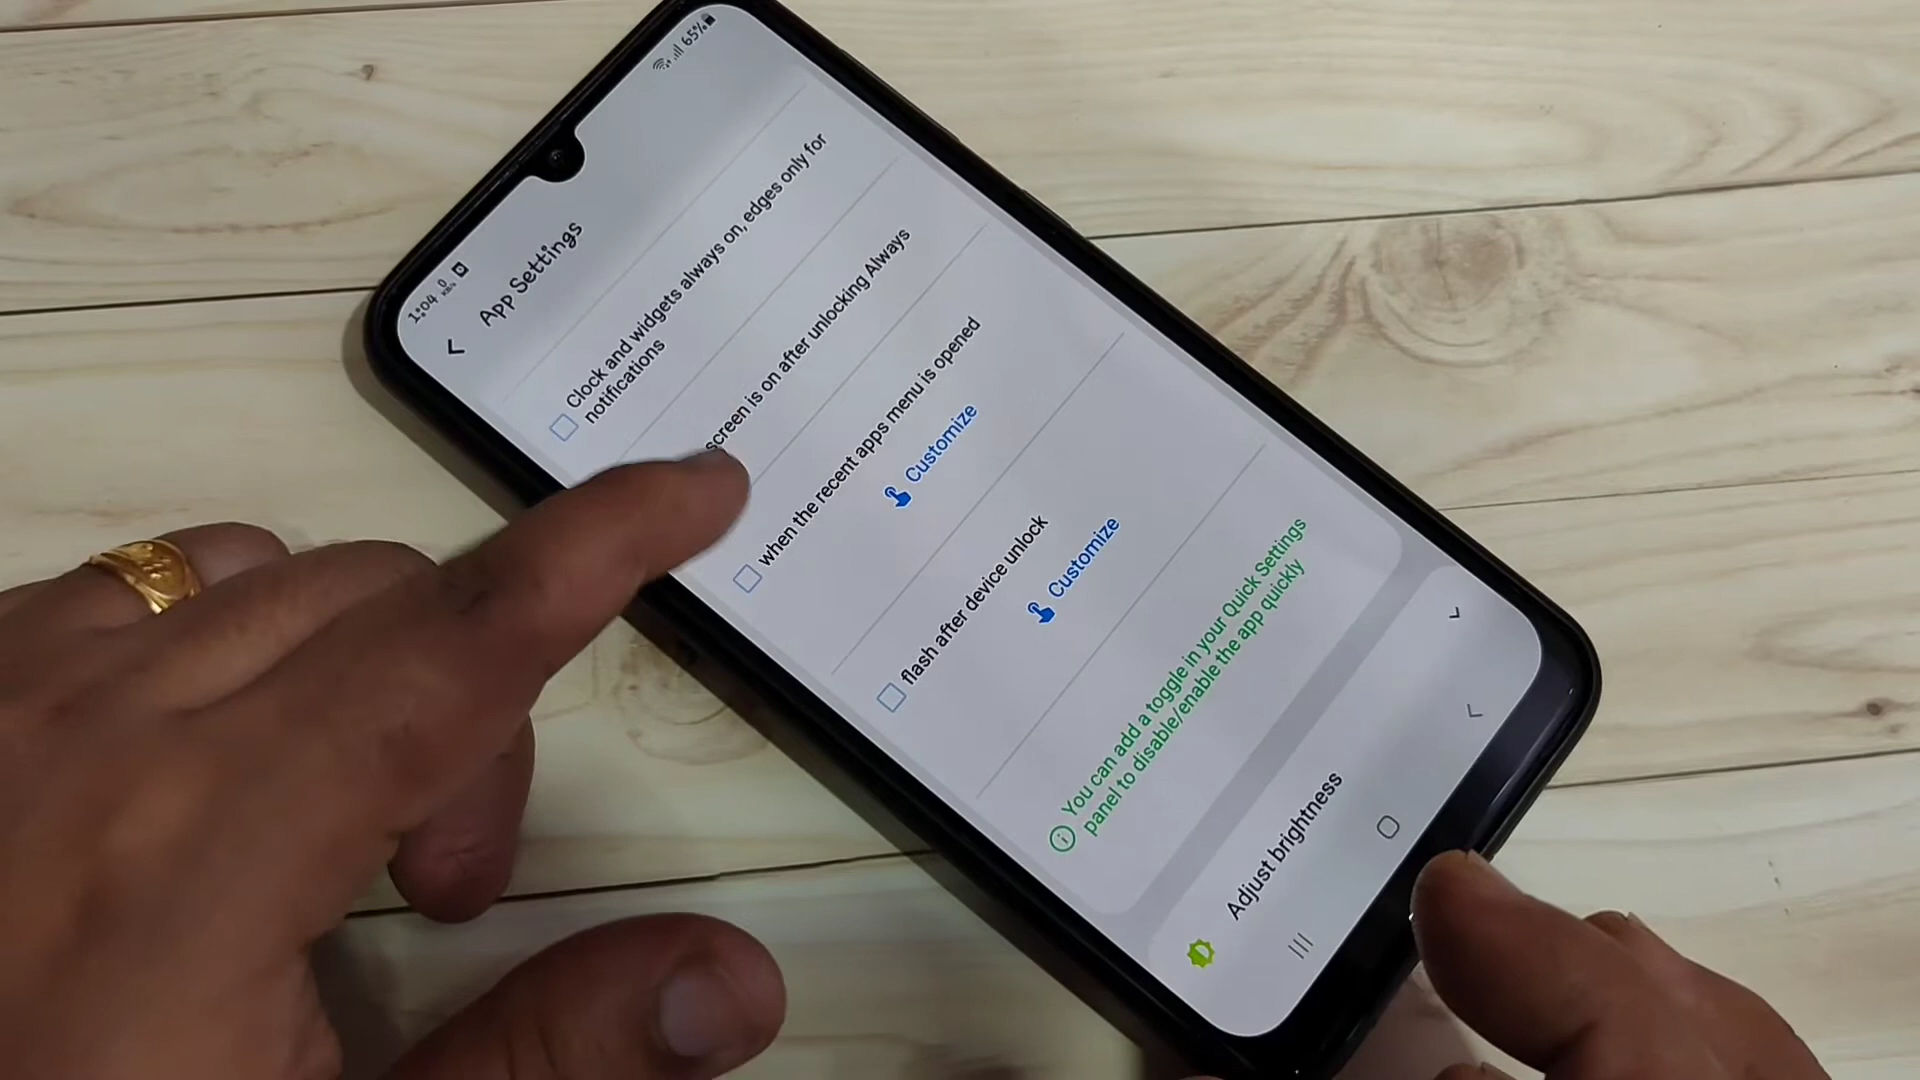 1:04 0 KB/s
65%
App Settings
Clock and widgets always on, edges only for
notifications
screen is on after unlocking Always
when the recent apps menu is opened
Customize
flash after device unlock
Customize
You can add a toggle in your Quick Settings
panel to disable/enable the app quickly
Adjust brightness